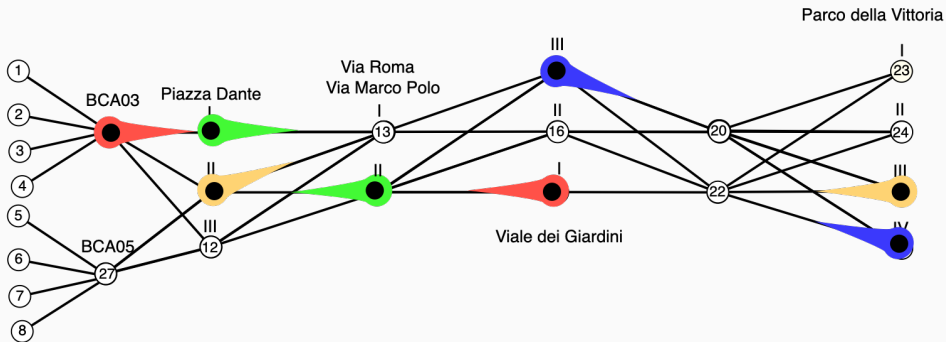 Parco della Vittoria
III
I
1
23
Via Roma
Via Marco Polo
BCA03
Piazza Dante
I
I
II
II
2
13
16
20
24
3
4
II
II
I
III
22
5
III
IV
BCA05
12
Viale dei Giardini
6
27
7
8